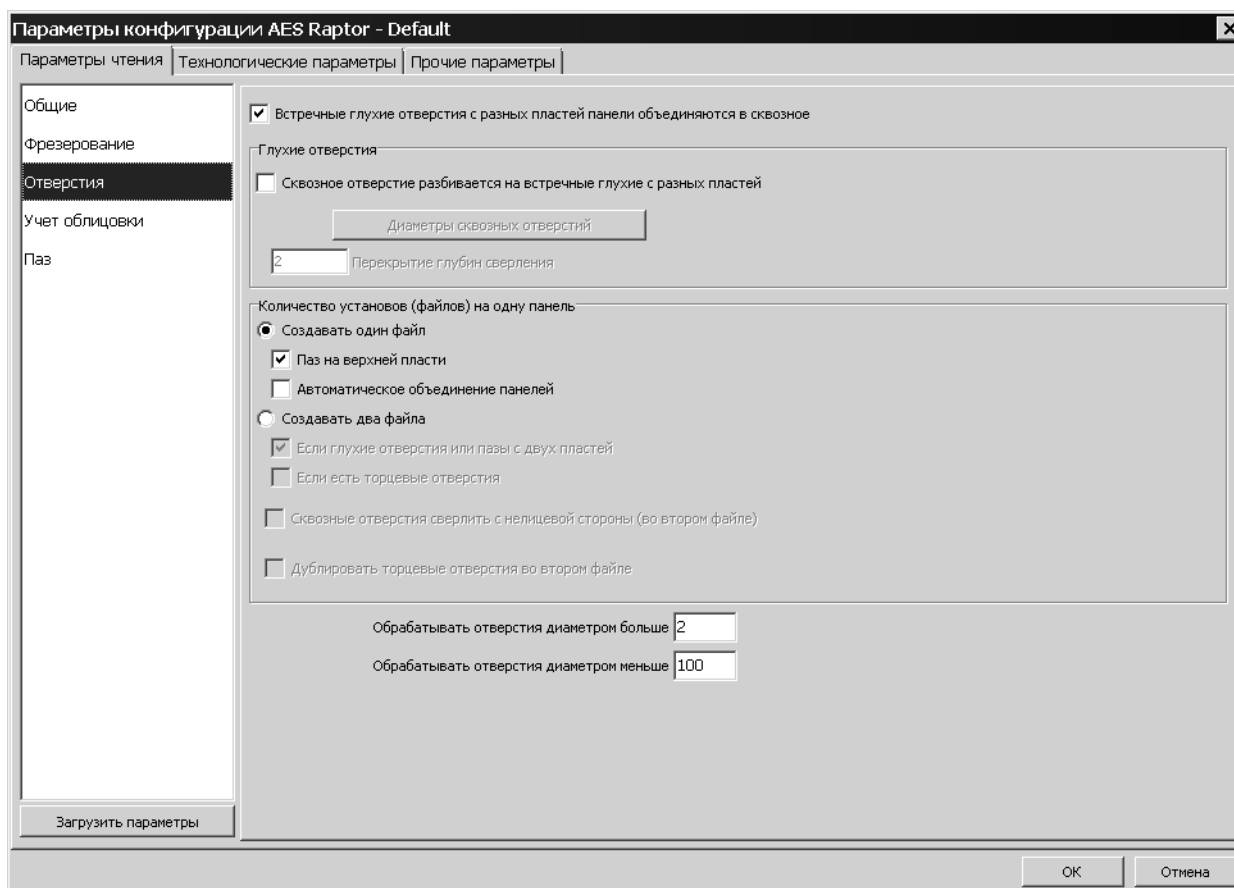 Параметры конфигурации AES Raptor - Default
Параметры чтения Технологические параметры Прочие параметры
Общие
Фрезерование
Отверстия
Учет облицовки
Паз
Загрузить параметры
Встречные глухие отверстия с разных пластей панели объединяются в сквозное
Глухие отверстия
Сквозное отверстие разбивается на встречные глухие с разных пластей
Диаметры сквозных отверстий
2 Перекрытие глубин сверления
Количество установов (файлов) на одну панель
Создавать один файл
Паз на верхней пласти
Автоматическое объединение панелей
Создавать два файла
Если глухие отверстия или пазы с двух пластей
Если есть торцевые отверстия
Сквозные отверстия сверлить с нелицевой стороны (во втором файле)
Дублировать торцевые отверстия во втором файле
Обрабатывать отверстия диаметром больше 2
Обрабатывать отверстия диаметром меньше 100
ОК Отмена